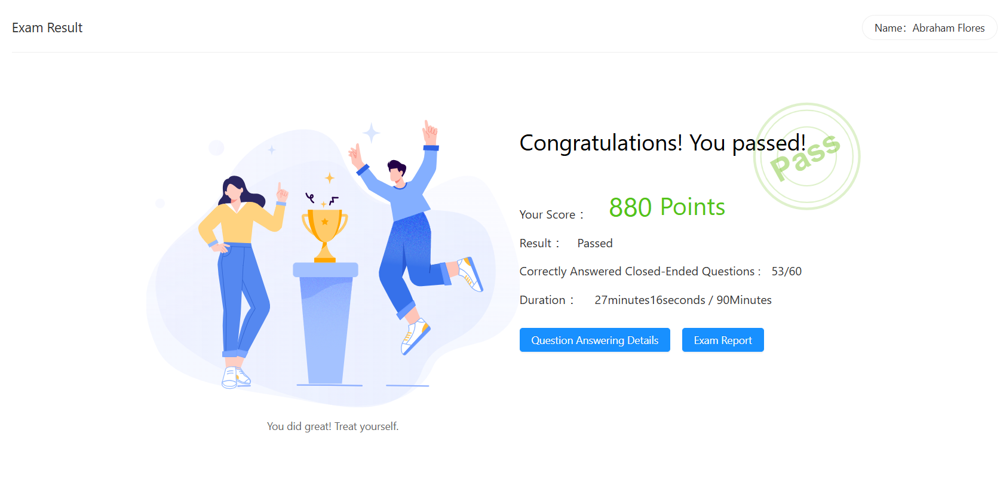 Exam Result
Name：Abraham Flores
Congratulations! You passed!
Pass
Your Score： 880 Points
Result： Passed
Correctly Answered Closed-Ended Questions : 53/60
Duration： 27minutes16seconds / 90Minutes
Question Answering Details
Exam Report
You did great! Treat yourself.